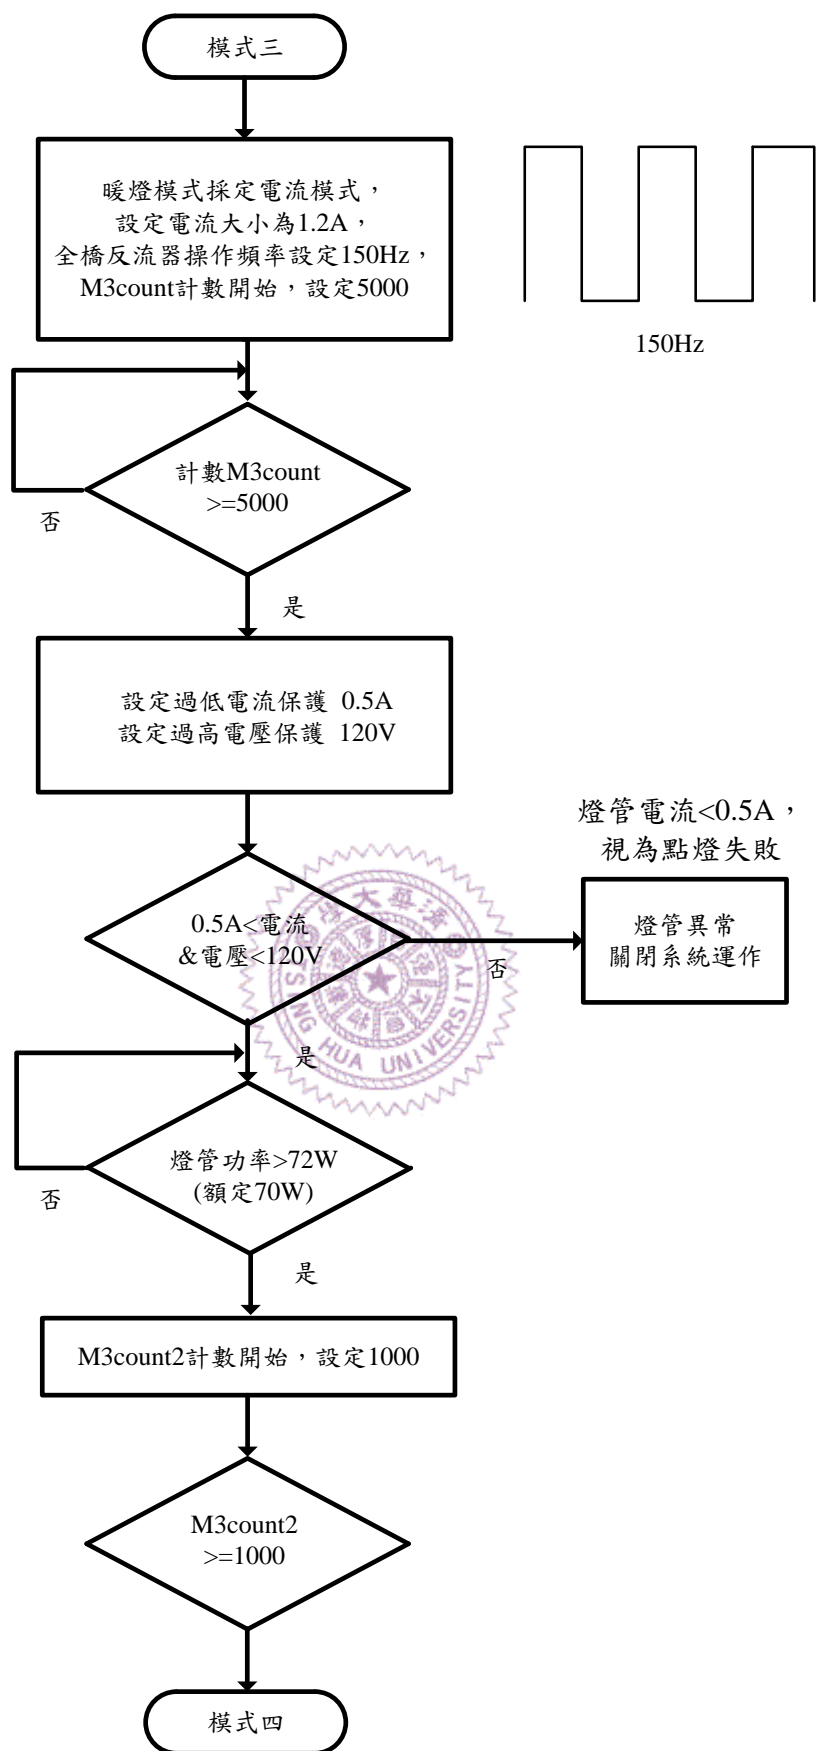 模式三
暖燈模式採定電流模式，
設定電流大小為1.2A，
全橋反流器操作頻率設定150Hz，
M3count計數開始，設定5000
150Hz
計數M3count
>=5000
否
是
設定過低電流保護 0.5A
設定過高電壓保護 120V
燈管電流<0.5A，
視為點燈失敗
0.5A<電流
&電壓<120V
否
燈管異常
關閉系統運作
是
燈管功率>72W
(額定70W)
否
是
M3count2計數開始，設定1000
M3count2
>=1000
模式四
HUA UNIVERSITY